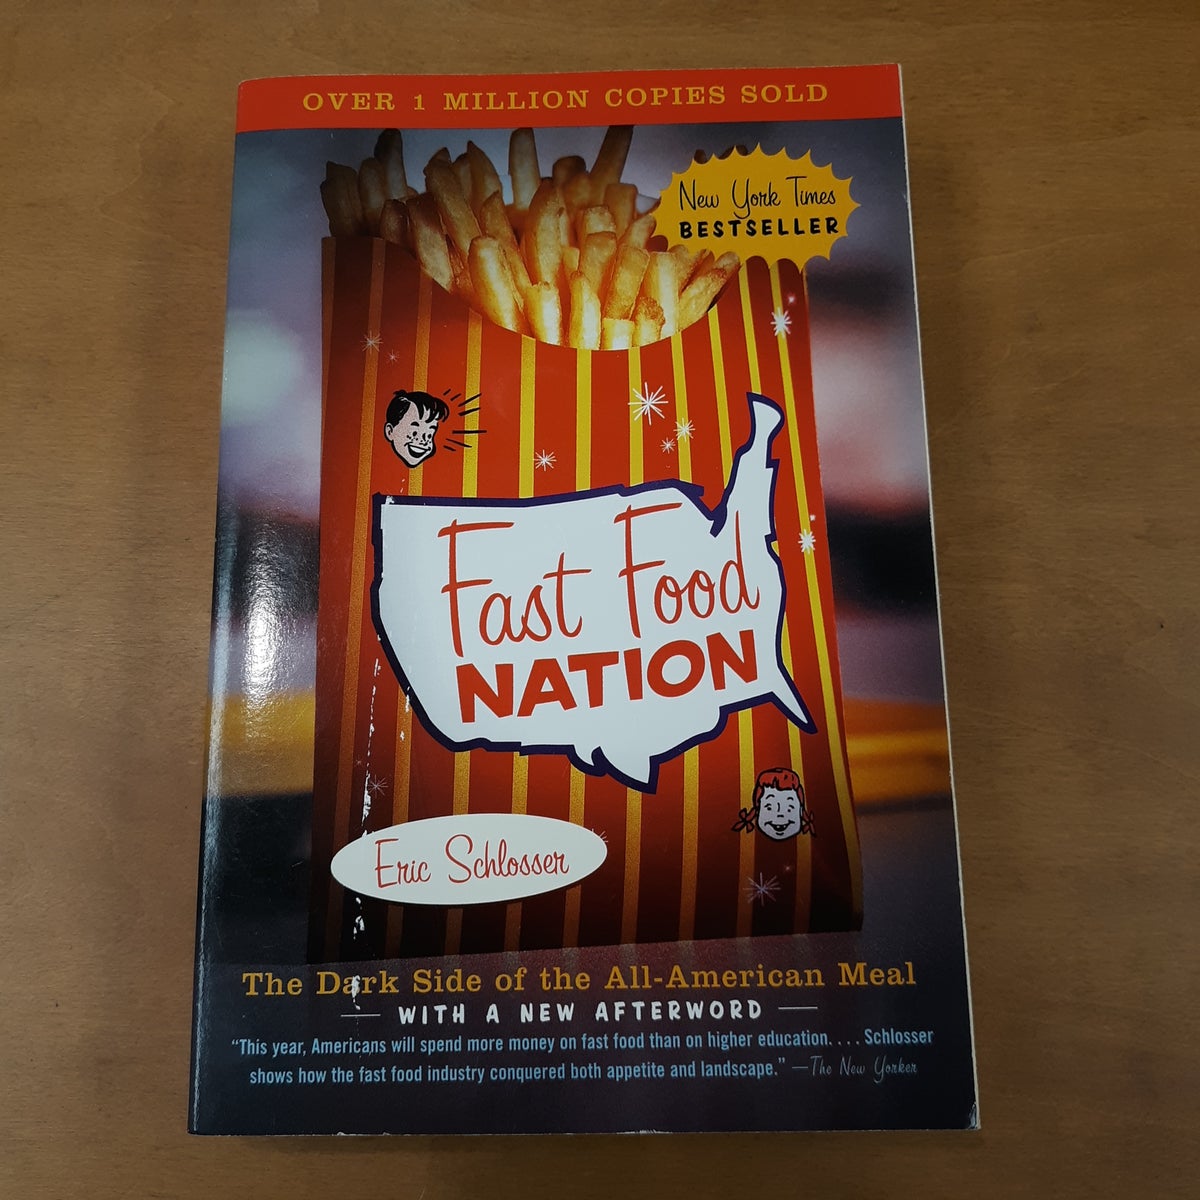 OVER 1 MILLION COPIES SOLD
New York Times
BESTSELLER
Fast Food
NATION
Eric Schlosser
The Dark Side of the All-American Meal
— WITH A NEW AFTERWORD —
“This year, Americans will spend more money on fast food than on higher education. . . . Schlosser
shows how the fast food industry conquered both appetite and landscape.” —The New Yorker